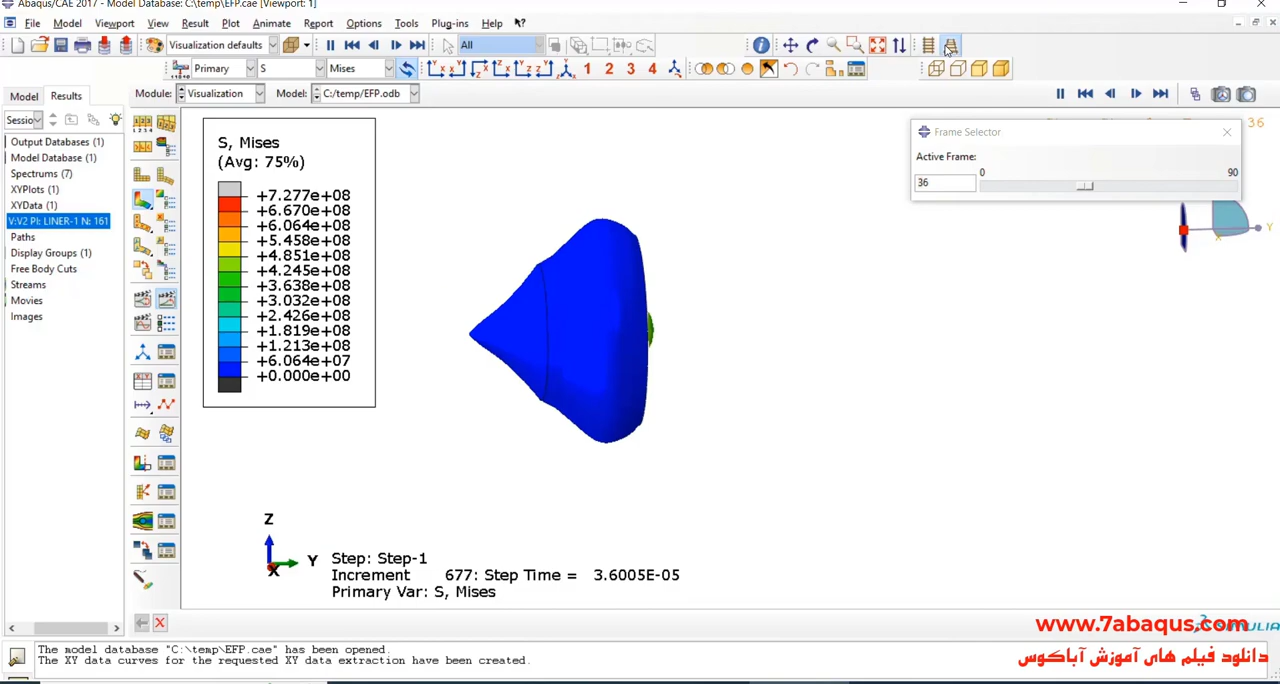 Abaqus/CAE 2017 - Model Database: C:\temp\EFP.cae [Viewport: 1]
File Model Viewport View Result Plot Animate Report Options Tools Plug-ins Help
Visualization defaults All
Primary S Mises 1 2 3 4
Model Results Module: Visualization Model: C:/temp/EFP.odb
Sessio
Output Databases (1)
Model Database (1)
Spectrums (7)
XYPlots (1)
XYData (1)
V:V2 PI: LINER-1 N: 161
Paths
Display Groups (1)
Free Body Cuts
Streams
Movies
Images
S, Mises
(Avg: 75%)
+7.277e+08
+6.670e+08
+6.064e+08
+5.458e+08
+4.851e+08
+4.245e+08
+3.638e+08
+3.032e+08
+2.426e+08
+1.819e+08
+1.213e+08
+6.064e+07
+0.000e+00
36
Frame Selector
Active Frame:
0 90
36
Y
X
Z
Y
X
Step: Step-1
Increment 677: Step Time = 3.6005E-05
Primary Var: S, Mises
www.7abaqus.com
دانلود فیلم های آموزش آباکوس
The model database "C:\temp\EFP.cae" has been opened.
The XY data curves for the requested XY data extraction have been created.